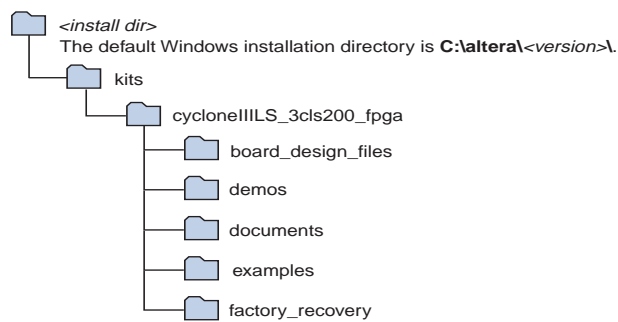 <install dir>
The default Windows installation directory is C:\altera\<version>\.
kits
cycloneIIILS_3cls200_fpga
board_design_files
demos
documents
examples
factory_recovery